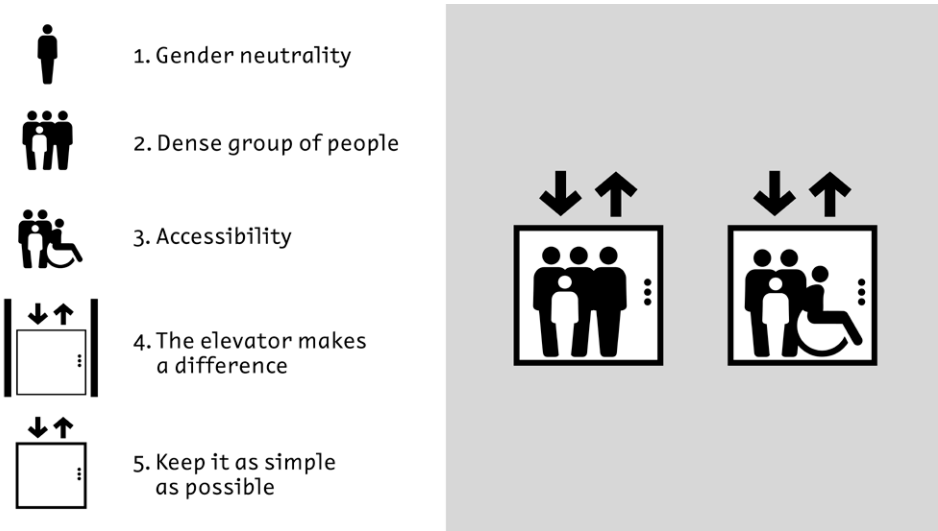 1. Gender neutrality
2. Dense group of people
3. Accessibility
4. The elevator makes
a difference
5. Keep it as simple
as possible